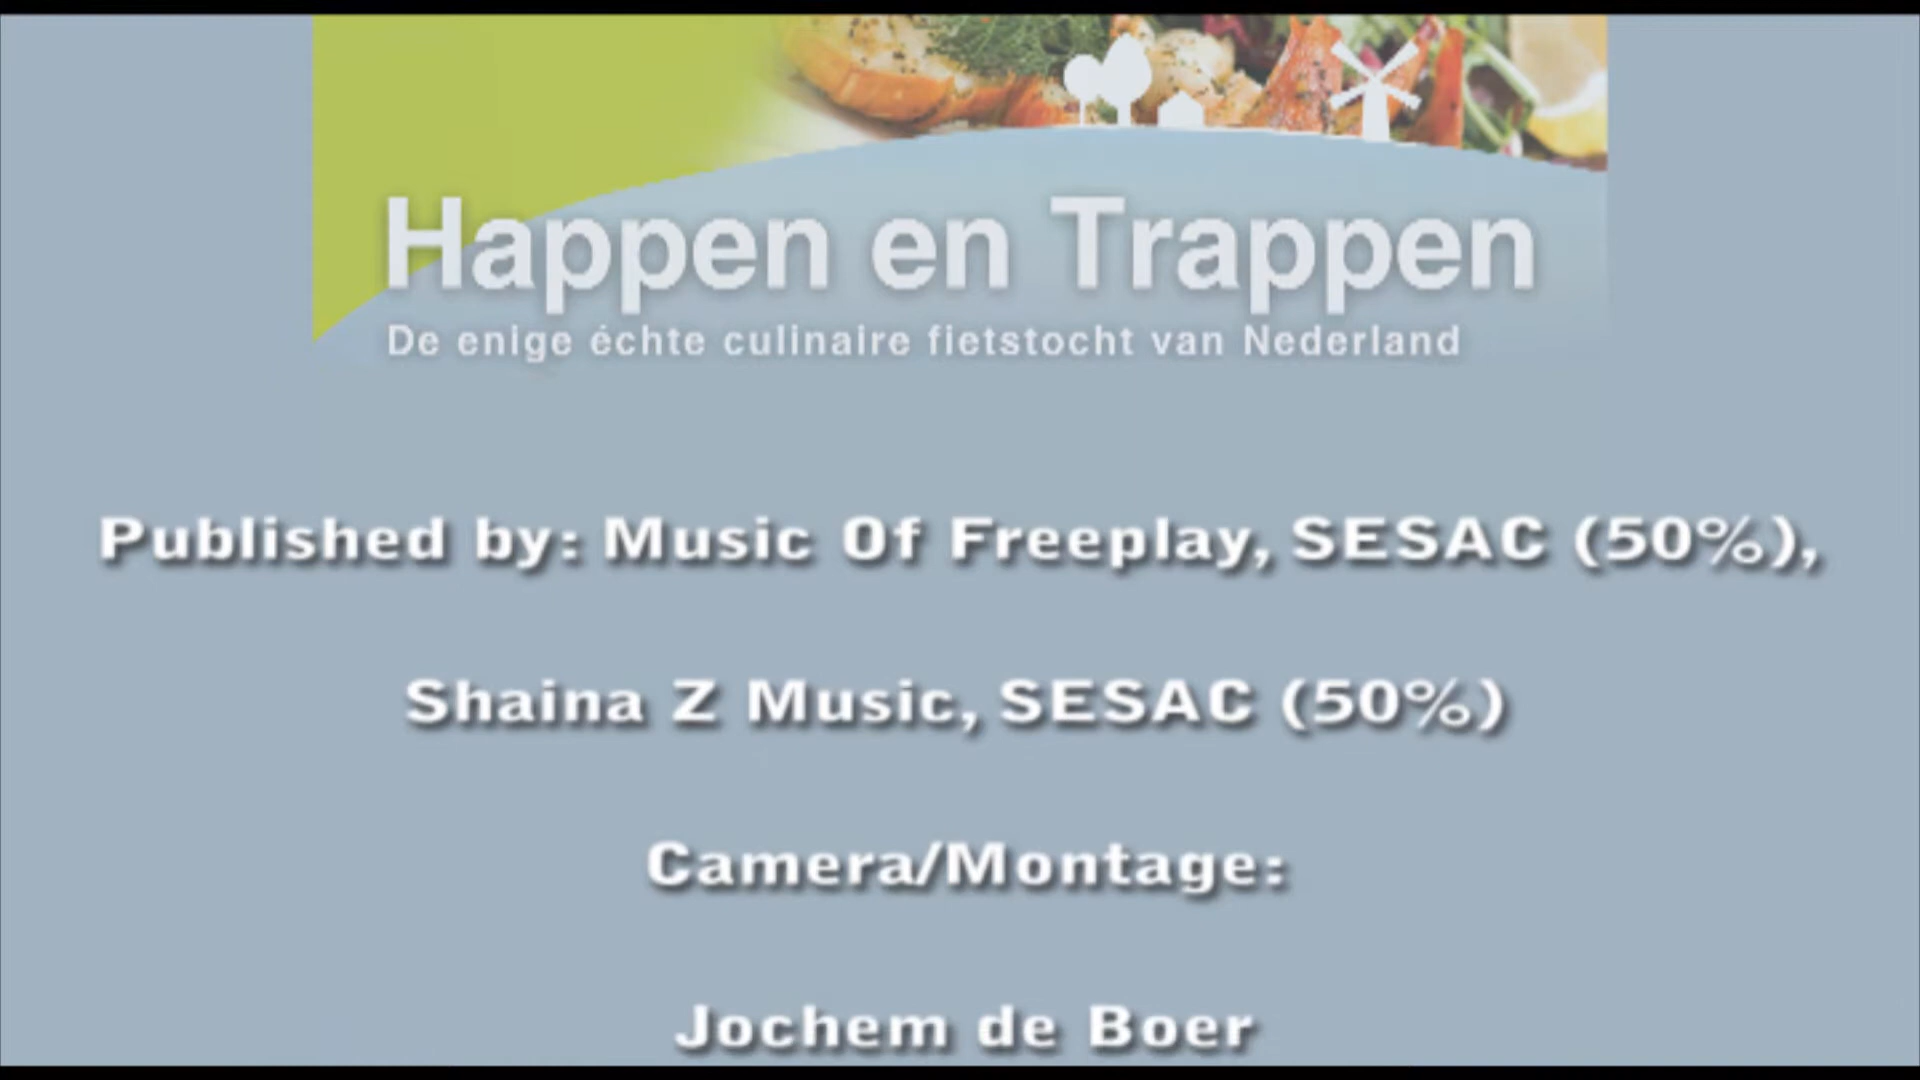 Happen en Trappen
De enige échte culinaire fietstocht van Nederland
Published by: Music Of Freeplay, SESAC (50%),
Shaina Z Music, SESAC (50%)
Camera/Montage:
Jochem de Boer